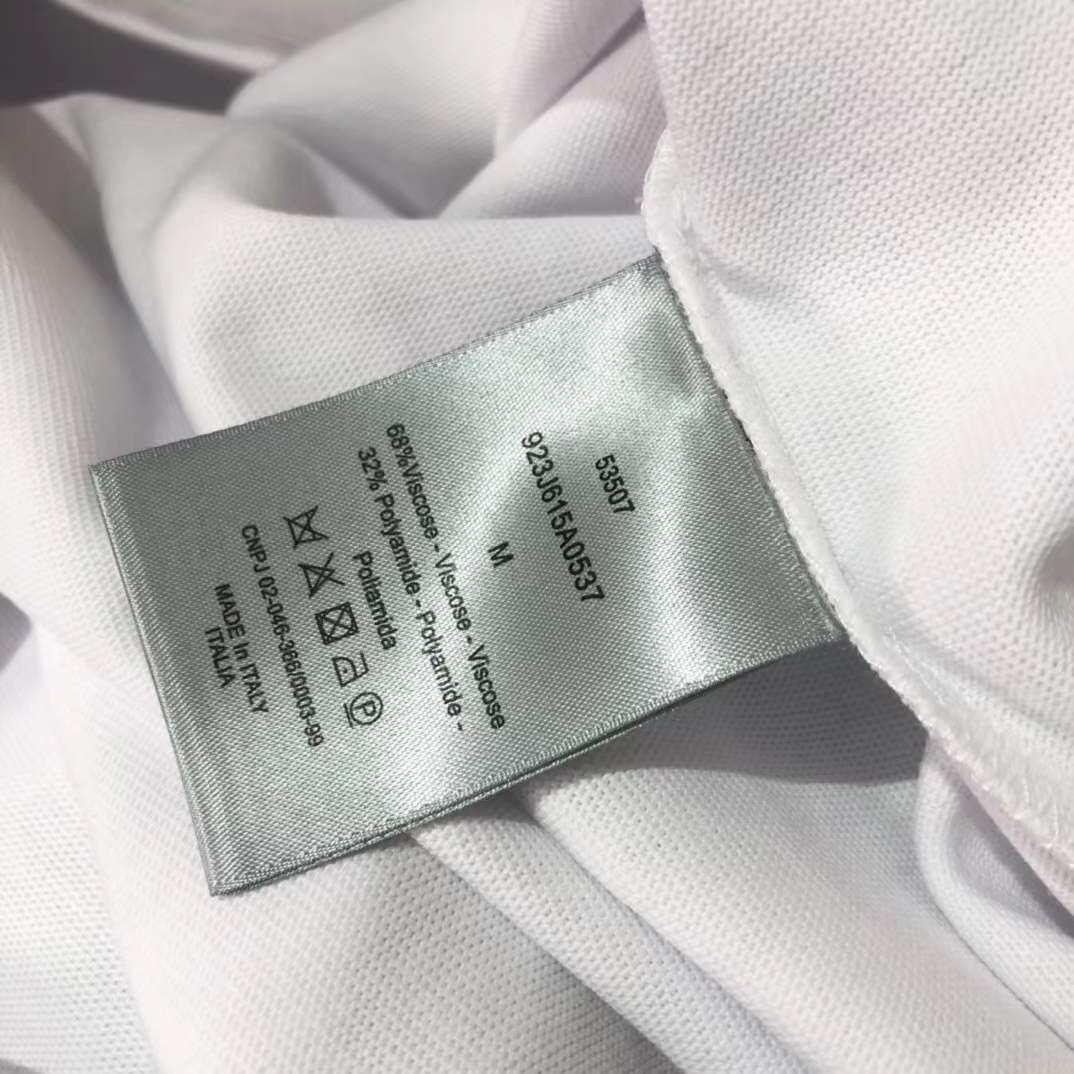 53507
923J615A0537
M
68%Viscose - Viscose - Viscose
32% Polyamide - Polyamide -
Poliamida
P
CNPJ 02-046-366/0003-99
MADE In ITALY
ITALIA